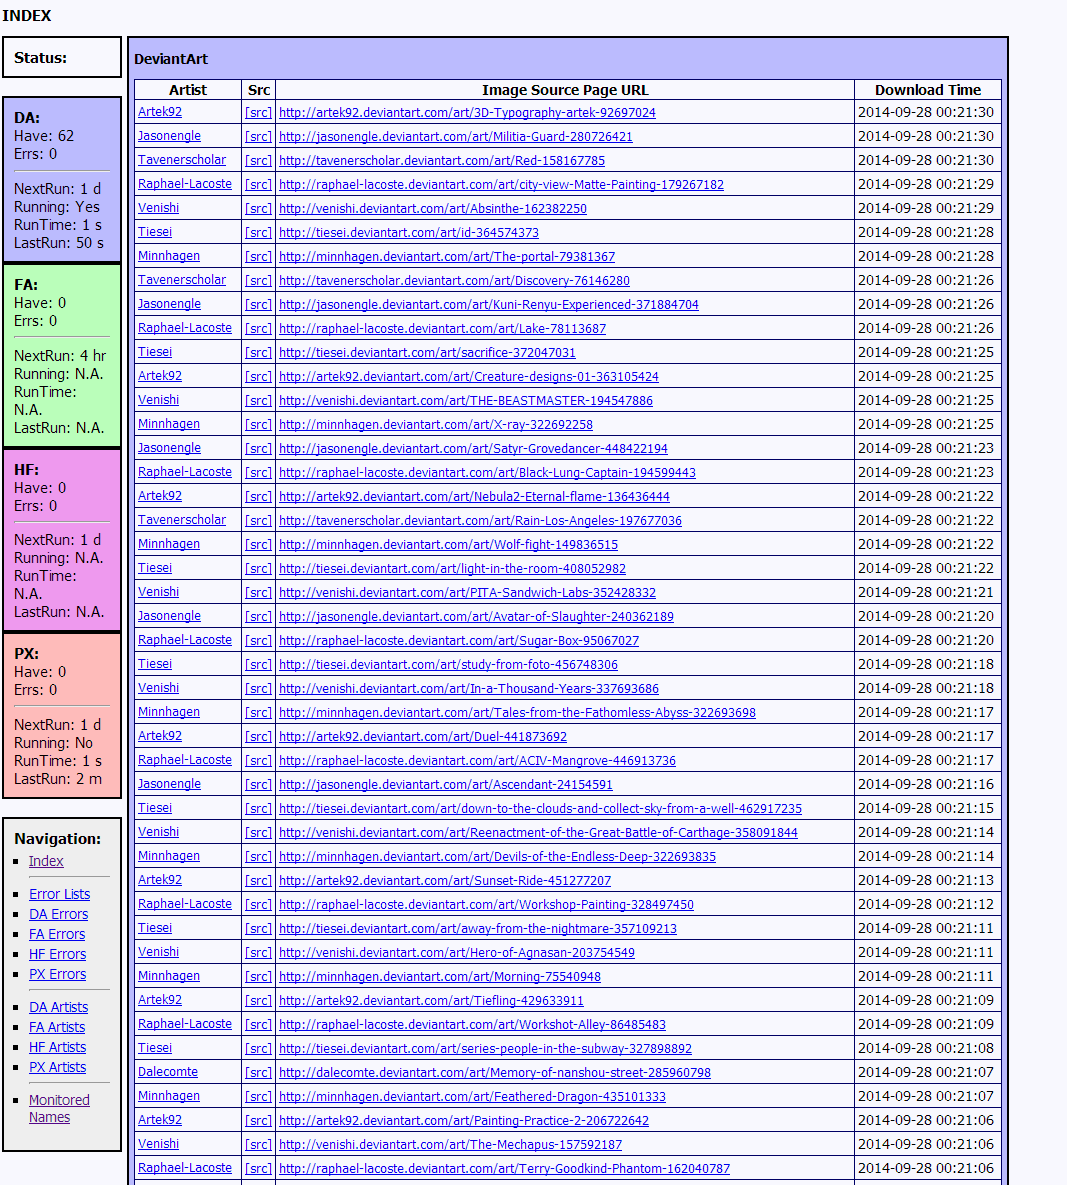 INDEX
Status:
DA:
Have: 62
Errs: 0
NextRun: 1 d
Running: Yes
RunTime: 1 s
LastRun: 50 s
FA:
Have: 0
Errs: 0
NextRun: 4 hr
Running: N.A.
RunTime:
N.A.
LastRun: N.A.
HF:
Have: 0
Errs: 0
NextRun: 1 d
Running: N.A.
RunTime:
N.A.
LastRun: N.A.
PX:
Have: 0
Errs: 0
NextRun: 1 d
Running: No
RunTime: 1 s
LastRun: 2 m
Navigation:
Index
Error Lists
DA Errors
FA Errors
HF Errors
PX Errors
DA Artists
FA Artists
HF Artists
PX Artists
Monitored
Names
DeviantArt
Artist Src Image Source Page URL Download Time
Artek92 [src] http://artek92.deviantart.com/art/3D-Typography-artek-92697024 2014-09-28 00:21:30
Jasonengle [src] http://jasonengle.deviantart.com/art/Militia-Guard-280726421 2014-09-28 00:21:30
Tavenerscholar [src] http://tavenerscholar.deviantart.com/art/Red-158167785 2014-09-28 00:21:30
Raphael-Lacoste [src] http://raphael-lacoste.deviantart.com/art/city-view-Matte-Painting-179267182 2014-09-28 00:21:29
Venishi [src] http://venishi.deviantart.com/art/Absinthe-162382250 2014-09-28 00:21:29
Tiesei [src] http://tiesei.deviantart.com/art/id-364574373 2014-09-28 00:21:28
Minnhagen [src] http://minnhagen.deviantart.com/art/The-portal-79381367 2014-09-28 00:21:28
Tavenerscholar [src] http://tavenerscholar.deviantart.com/art/Discovery-76146280 2014-09-28 00:21:26
Jasonengle [src] http://jasonengle.deviantart.com/art/Kuni-Renyu-Experienced-371884704 2014-09-28 00:21:26
Raphael-Lacoste [src] http://raphael-lacoste.deviantart.com/art/Lake-78113687 2014-09-28 00:21:26
Tiesei [src] http://tiesei.deviantart.com/art/sacrifice-372047031 2014-09-28 00:21:25
Artek92 [src] http://artek92.deviantart.com/art/Creature-designs-01-363105424 2014-09-28 00:21:25
Venishi [src] http://venishi.deviantart.com/art/THE-BEASTMASTER-194547886 2014-09-28 00:21:25
Minnhagen [src] http://minnhagen.deviantart.com/art/X-ray-322692258 2014-09-28 00:21:25
Jasonengle [src] http://jasonengle.deviantart.com/art/Satyr-Grovedancer-448422194 2014-09-28 00:21:23
Raphael-Lacoste [src] http://raphael-lacoste.deviantart.com/art/Black-Lung-Captain-194599443 2014-09-28 00:21:23
Artek92 [src] http://artek92.deviantart.com/art/Nebula2-Eternal-flame-136436444 2014-09-28 00:21:22
Tavenerscholar [src] http://tavenerscholar.deviantart.com/art/Rain-Los-Angeles-197677036 2014-09-28 00:21:22
Minnhagen [src] http://minnhagen.deviantart.com/art/Wolf-fight-149836515 2014-09-28 00:21:22
Tiesei [src] http://tiesei.deviantart.com/art/light-in-the-room-408052982 2014-09-28 00:21:22
Venishi [src] http://venishi.deviantart.com/art/PITA-Sandwich-Labs-352428332 2014-09-28 00:21:21
Jasonengle [src] http://jasonengle.deviantart.com/art/Avatar-of-Slaughter-240362189 2014-09-28 00:21:20
Raphael-Lacoste [src] http://raphael-lacoste.deviantart.com/art/Sugar-Box-95067027 2014-09-28 00:21:20
Tiesei [src] http://tiesei.deviantart.com/art/study-from-foto-456748306 2014-09-28 00:21:18
Venishi [src] http://venishi.deviantart.com/art/In-a-Thousand-Years-337693686 2014-09-28 00:21:18
Minnhagen [src] http://minnhagen.deviantart.com/art/Tales-from-the-Fathomless-Abyss-322693698 2014-09-28 00:21:17
Artek92 [src] http://artek92.deviantart.com/art/Duel-441873692 2014-09-28 00:21:17
Raphael-Lacoste [src] http://raphael-lacoste.deviantart.com/art/ACIV-Mangrove-446913736 2014-09-28 00:21:17
Jasonengle [src] http://jasonengle.deviantart.com/art/Ascendant-24154591 2014-09-28 00:21:16
Tiesei [src] http://tiesei.deviantart.com/art/down-to-the-clouds-and-collect-sky-from-a-well-462917235 2014-09-28 00:21:15
Venishi [src] http://venishi.deviantart.com/art/Reenactment-of-the-Great-Battle-of-Carthage-358091844 2014-09-28 00:21:14
Minnhagen [src] http://minnhagen.deviantart.com/art/Devils-of-the-Endless-Deep-322693835 2014-09-28 00:21:14
Artek92 [src] http://artek92.deviantart.com/art/Sunset-Ride-451277207 2014-09-28 00:21:13
Raphael-Lacoste [src] http://raphael-lacoste.deviantart.com/art/Workshop-Painting-328497450 2014-09-28 00:21:12
Tiesei [src] http://tiesei.deviantart.com/art/away-from-the-nightmare-357109213 2014-09-28 00:21:11
Venishi [src] http://venishi.deviantart.com/art/Hero-of-Agnasan-203754549 2014-09-28 00:21:11
Minnhagen [src] http://minnhagen.deviantart.com/art/Morning-75540948 2014-09-28 00:21:11
Artek92 [src] http://artek92.deviantart.com/art/Tiefling-429633911 2014-09-28 00:21:09
Raphael-Lacoste [src] http://raphael-lacoste.deviantart.com/art/Workshot-Alley-86485483 2014-09-28 00:21:09
Tiesei [src] http://tiesei.deviantart.com/art/series-people-in-the-subway-327898892 2014-09-28 00:21:08
Dalecomte [src] http://dalecomte.deviantart.com/art/Memory-of-nanshou-street-285960798 2014-09-28 00:21:07
Minnhagen [src] http://minnhagen.deviantart.com/art/Feathered-Dragon-435101333 2014-09-28 00:21:07
Artek92 [src] http://artek92.deviantart.com/art/Painting-Practice-2-206722642 2014-09-28 00:21:06
Venishi [src] http://venishi.deviantart.com/art/The-Mechapus-157592187 2014-09-28 00:21:06
Raphael-Lacoste [src] http://raphael-lacoste.deviantart.com/art/Terry-Goodkind-Phantom-162040787 2014-09-28 00:21:06